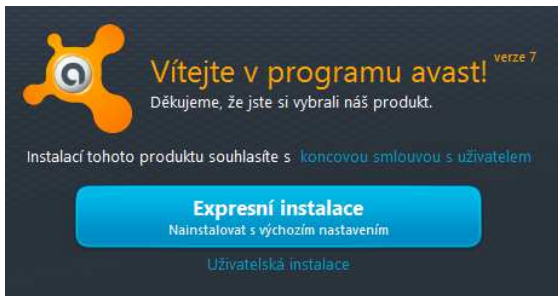 verze 7
Vítejte v programu avast!
Děkujeme, že jste si vybrali náš produkt.
Instalací tohoto produktu souhlasíte s koncovou smlouvou s uživatelem
Expresní instalace
Nainstalovat s výchozím nastavením
Uživatelská instalace